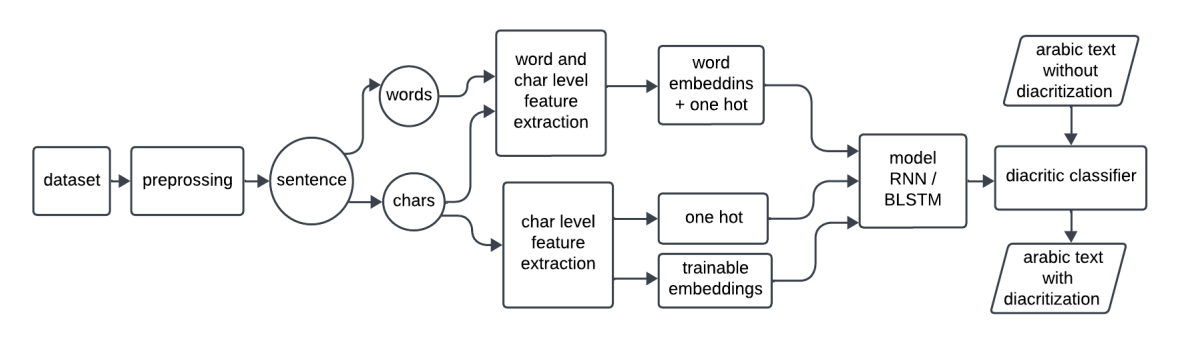 dataset
preprossing
sentence
words
chars
word and
char level
feature
extraction
char level
feature
extraction
word
embeddins
+ one hot
one hot
trainable
embeddings
model
RNN /
BLSTM
arabic text
without
diacritization
diacritic classifier
arabic text
with
diacritization